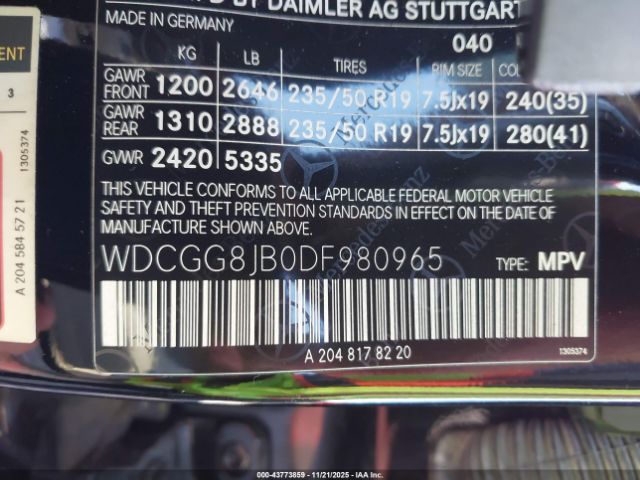 BY DAIMLER AG STUTTGART
MADE IN GERMANY
040
KG LB TIRES RIM SIZE
GAWR FRONT 1200 2646 235/50 R19 7.5Jx19 240(35)
GAWR REAR 1310 2888 235/50 R19 7.5Jx19 280(41)
GVWR 2420 5335
THIS VEHICLE CONFORMS TO ALL APPLICABLE FEDERAL MOTOR VEHICLE
SAFETY AND THEFT PREVENTION STANDARDS IN EFFECT ON THE DATE OF
MANUFACTURE SHOWN ABOVE.
WDCGG8JB0DF980965 TYPE: MPV
A 204 817 82 20
1305374
3
1305374
A 204 584 57 21
Mercedes-Benz
© 43773859 - 11/21/2025 - IAAI.COM